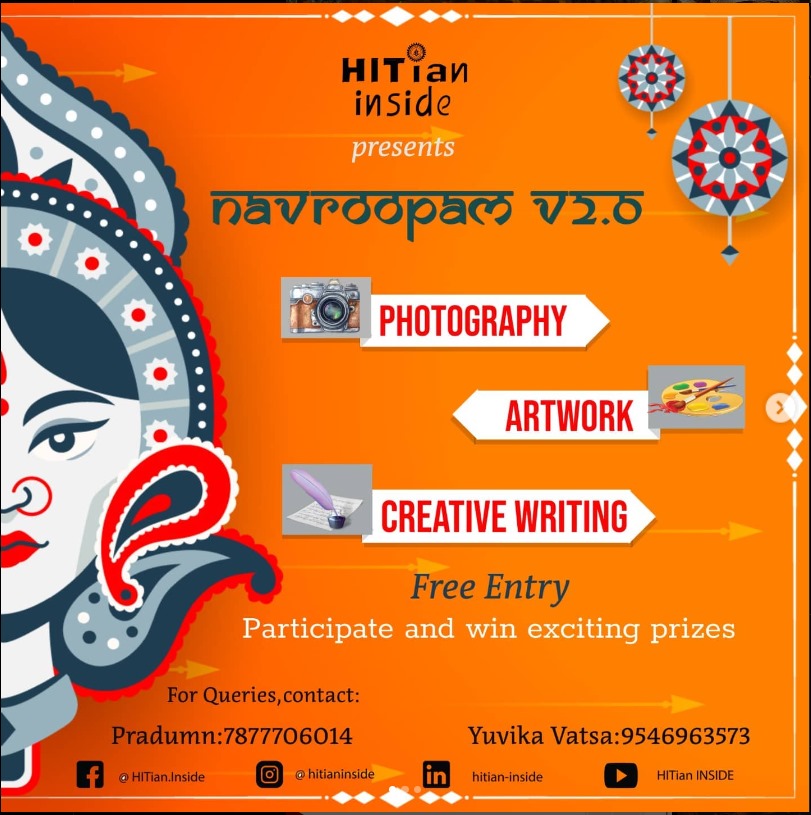 HITian
inside
presents
navroopam v2.0
PHOTOGRAPHY
ARTWORK
CREATIVE WRITING
Free Entry
Participate and win exciting prizes
For Queries,contact:
Pradumn:7877706014
Yuvika Vatsa:9546963573
@ HITian.Inside
@ hitianinside
hitian-inside
HITian INSIDE